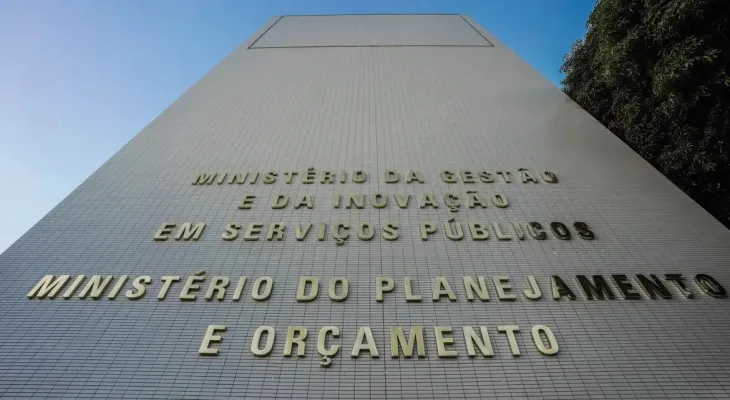 MINISTÉRIO DA GESTÃO
E DA INOVAÇÃO
EM SERVIÇOS PÚBLICOS
MINISTÉRIO DO PLANEJAMENTO
E ORÇAMENTO